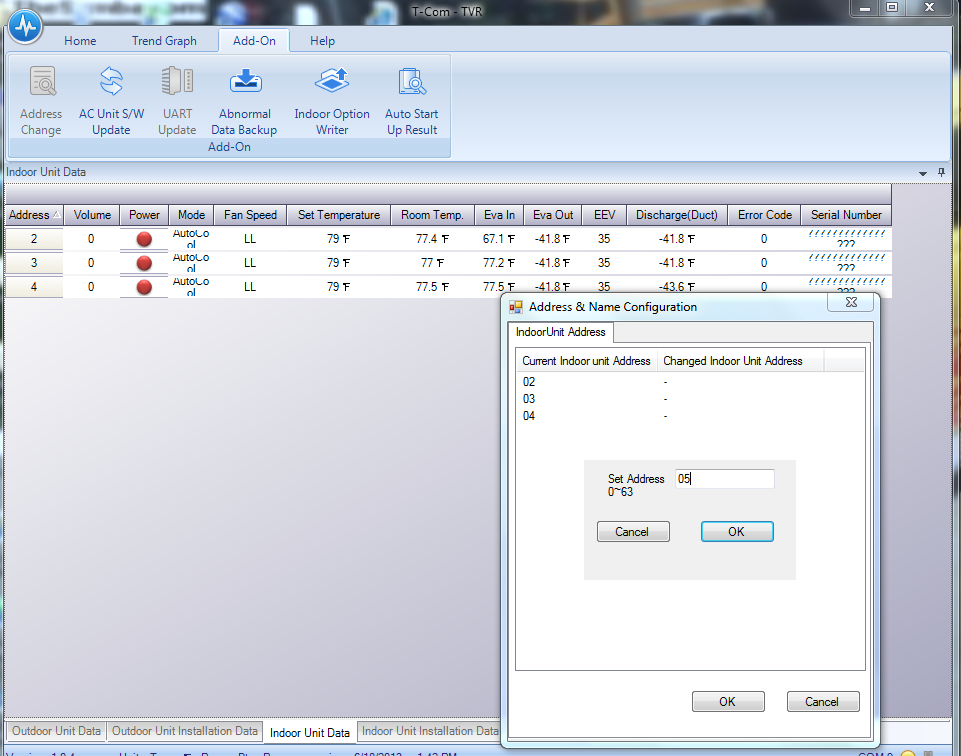 T-Com - TVR
Home Trend Graph Add-On Help
Address Change
AC Unit S/W Update
UART Update
Abnormal Data Backup
Indoor Option Writer
Auto Start Up Result
Add-On
Indoor Unit Data
Address Volume Power Mode Fan Speed Set Temperature Room Temp. Eva In Eva Out EEV Discharge(Duct) Error Code Serial Number
2 0 AutoCool LL 79 ℉ 77.4 ℉ 67.1 ℉ -41.8 ℉ 35 -41.8 ℉ 0
3 0 AutoCool LL 79 ℉ 77 ℉ 77.2 ℉ -41.8 ℉ 35 -41.8 ℉ 0
4 0 AutoCool LL 79 ℉ 77.5 ℉ 77.5 ℉ -41.8 ℉ 35 -43.6 ℉ 0
Address & Name Configuration
IndoorUnit Address
Current Indoor unit Address Changed Indoor Unit Address
02 -
03 -
04 -
Set Address 05
0~63
Cancel OK
OK Cancel
Outdoor Unit Data Outdoor Unit Installation Data Indoor Unit Data Indoor Unit Installation Data